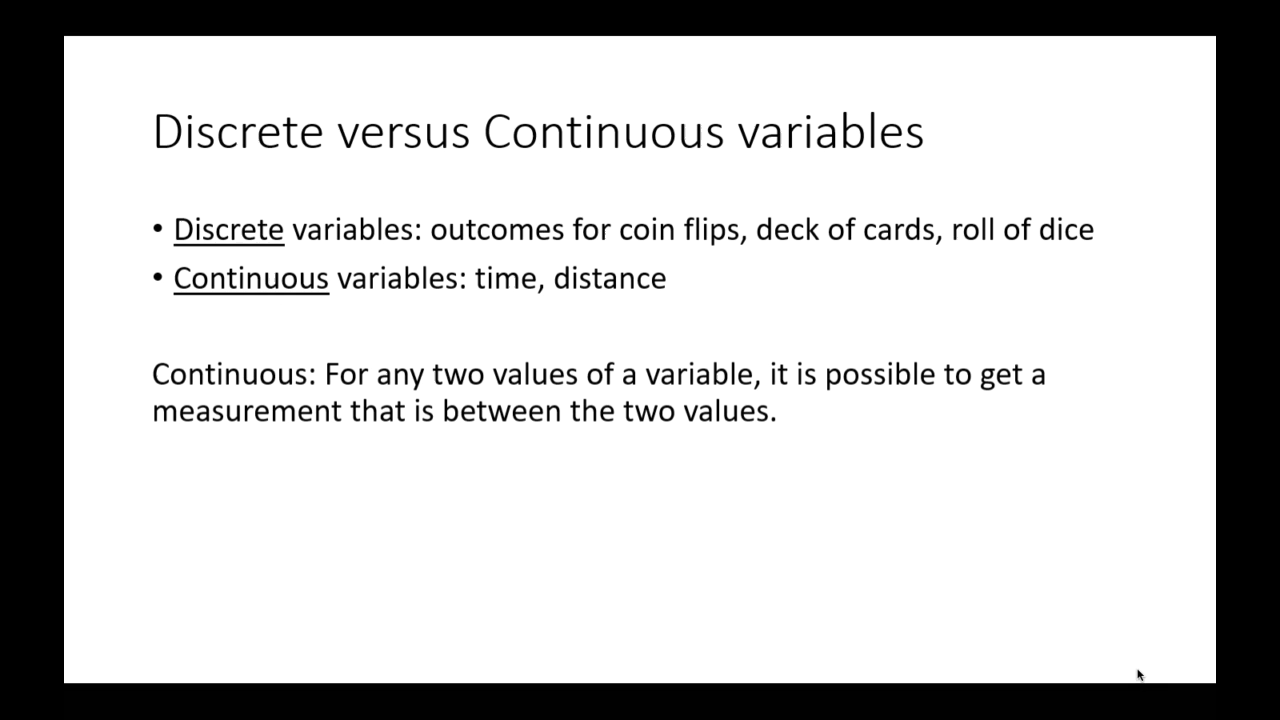 Discrete versus Continuous variables
• Discrete variables: outcomes for coin flips, deck of cards, roll of dice
• Continuous variables: time, distance
Continuous: For any two values of a variable, it is possible to get a
measurement that is between the two values.